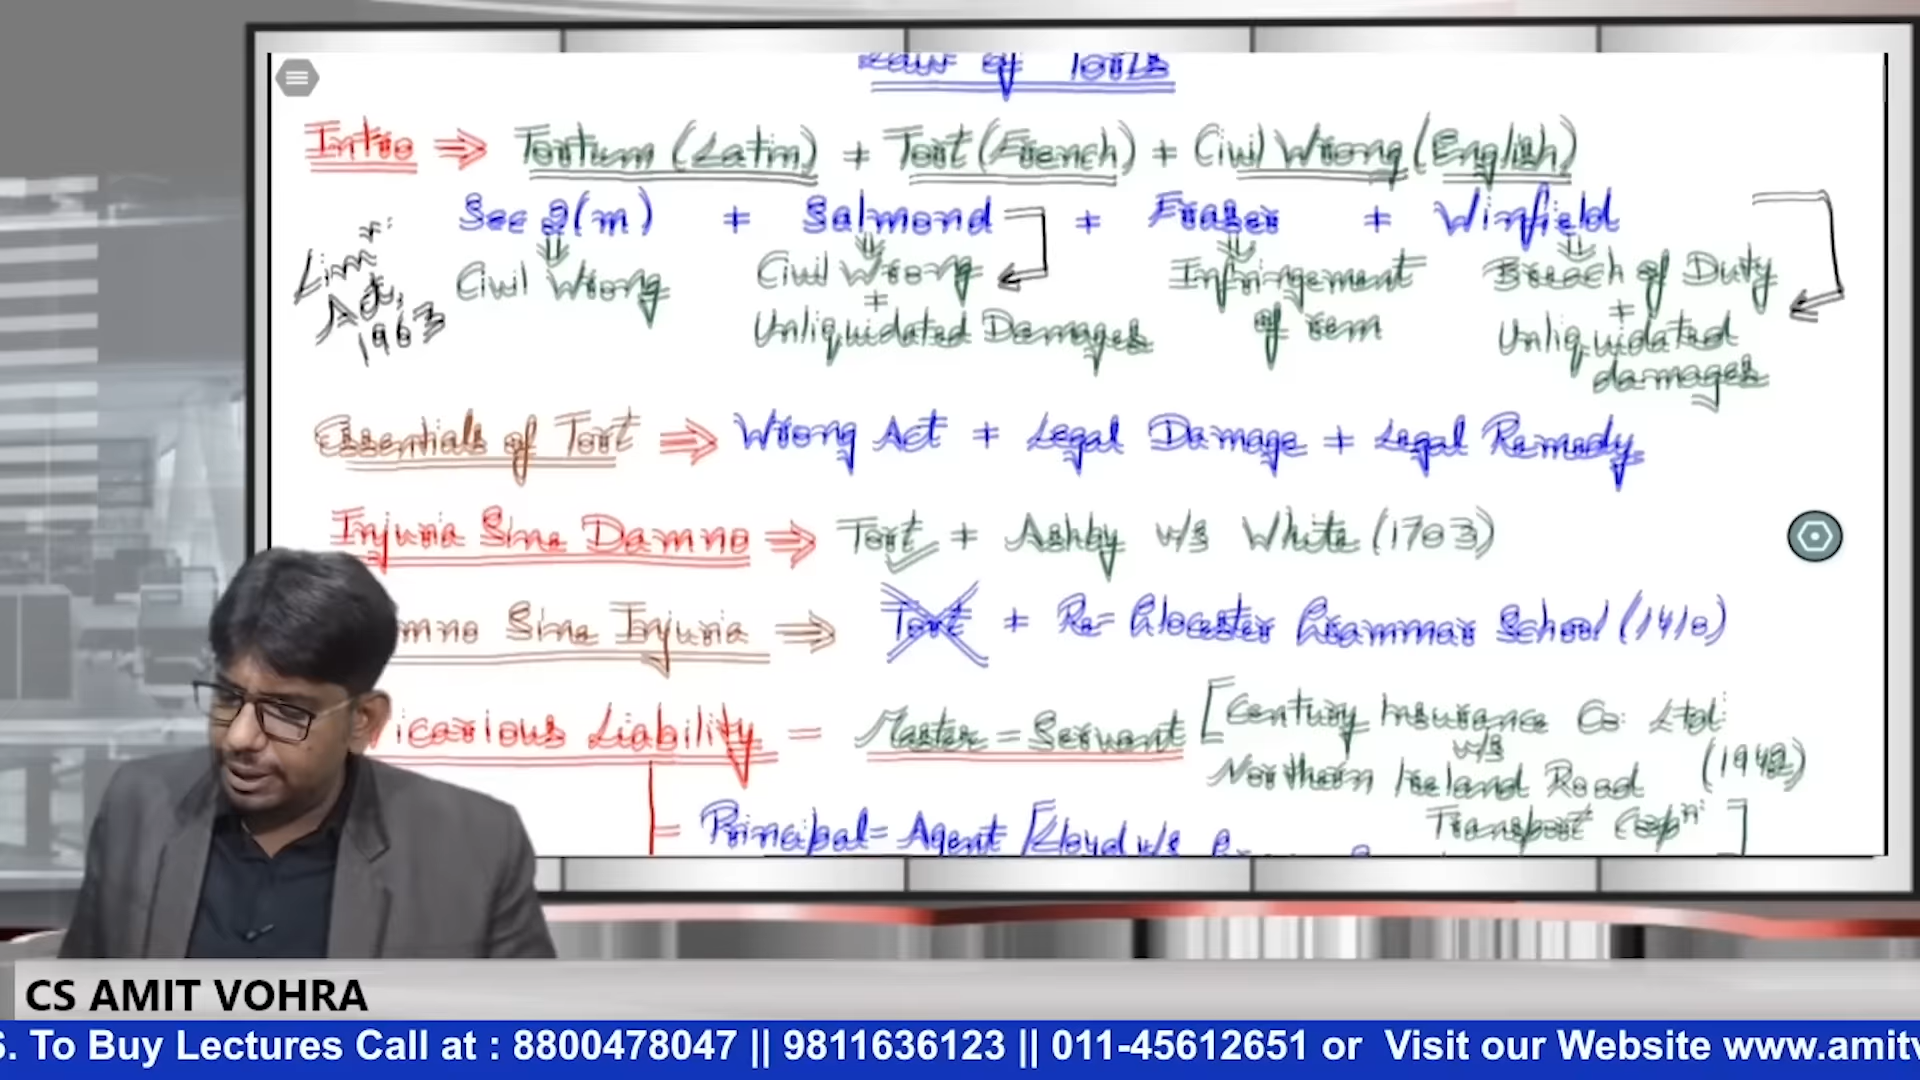 Law of Torts
Intro ⇒ Tortum (Latin) + Tort (French) + Civil Wrong (English)
Sec 2(m) + Salmond + Fraser + Winfield
Limt. Act, 1963
Civil Wrong
Civil Wrong + Unliquidated Damages
Infringement of rem
Breach of Duty + Unliquidated damages
Essentials of Tort ⇒ Wrong Act + Legal Damage + Legal Remedy
Injuria Sine Damno ⇒ Tort + Ashby v/s White (1703)
mno Sine Injuria ⇒ Tort + Re- Glocester Grammar School (1410)
icarious Liability = Master = Servant [Century Insurance Co. Ltd.
v/s
Northern Ireland Road (1942)
Transport Copn ]
Principal = Agent [Lloyd v/s
CS AMIT VOHRA
S. To Buy Lectures Call at : 8800478047 || 9811636123 || 011-45612651 or Visit our Website www.amitv